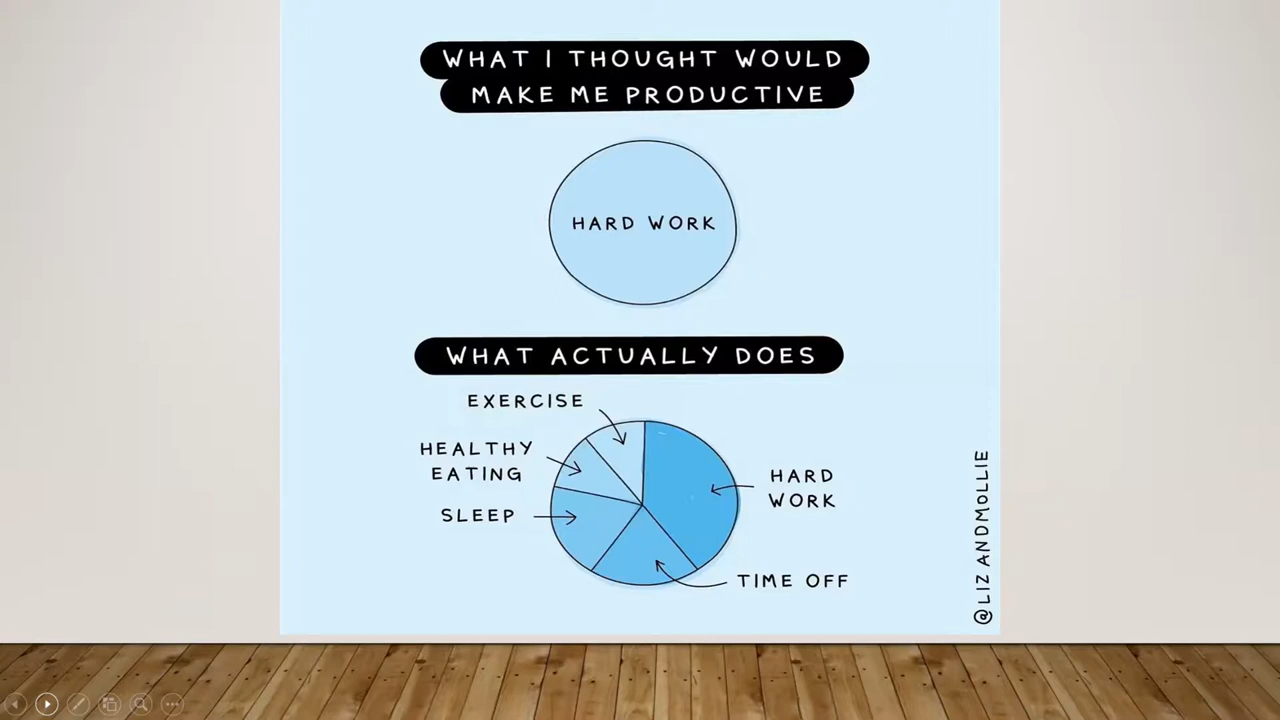 WHAT I THOUGHT WOULD
MAKE ME PRODUCTIVE
HARD WORK
WHAT ACTUALLY DOES
EXERCISE
HEALTHY
EATING
SLEEP
HARD
WORK
TIME OFF
@LIZANDMOLLIE